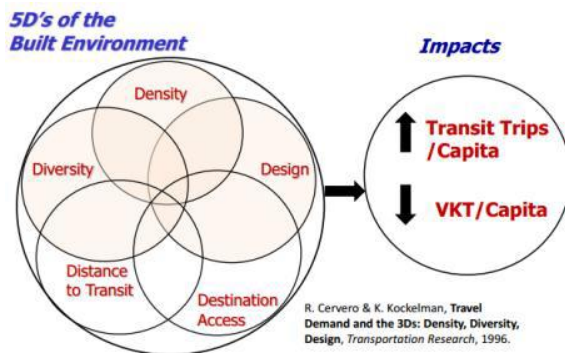 5D's of the
Built Environment
Impacts
Density
Diversity
Design
Distance
to Transit
Destination
Access
Transit Trips
/Capita
VKT/Capita
R. Cervero & K. Kockelman, Travel
Demand and the 3Ds: Density, Diversity,
Design, Transportation Research, 1996.